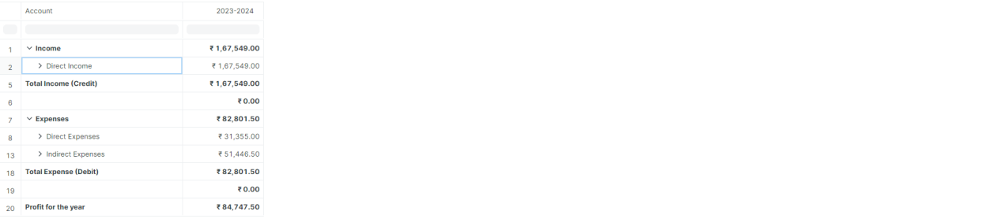 Account 2023-2024
1 Income ₹ 1,67,549.00
2 Direct Income ₹ 1,67,549.00
5 Total Income (Credit) ₹ 1,67,549.00
6 ₹ 0.00
7 Expenses ₹ 82,801.50
8 Direct Expenses ₹ 31,355.00
13 Indirect Expenses ₹ 51,446.50
18 Total Expense (Debit) ₹ 82,801.50
19 ₹ 0.00
20 Profit for the year ₹ 84,747.50